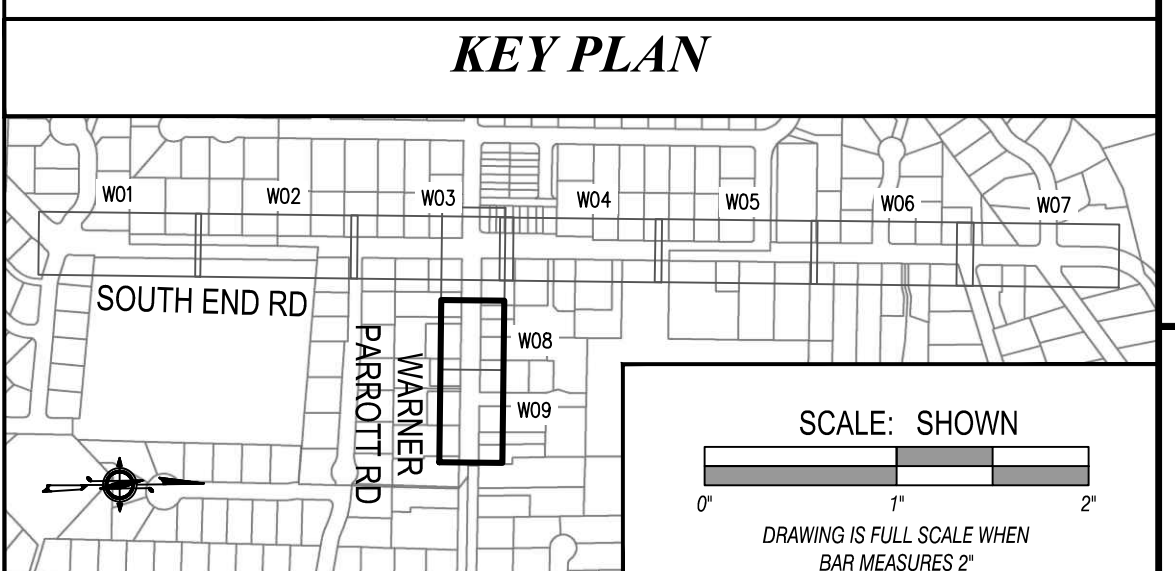 KEY PLAN
W01
W02
W03
W04
W05
W06
W07
SOUTH END RD
W08
W09
WARNER
PARROTT RD
SCALE: SHOWN
0"
1"
2"
DRAWING IS FULL SCALE WHEN
BAR MEASURES 2"